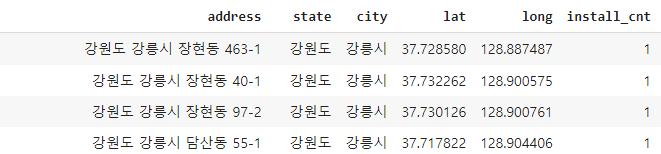 address state city lat long install_cnt
강원도 강릉시 장현동 463-1 강원도 강릉시 37.728580 128.887487 1
강원도 강릉시 장현동 40-1 강원도 강릉시 37.732262 128.900575 1
강원도 강릉시 장현동 97-2 강원도 강릉시 37.730126 128.900761 1
강원도 강릉시 담산동 55-1 강원도 강릉시 37.717822 128.904406 1